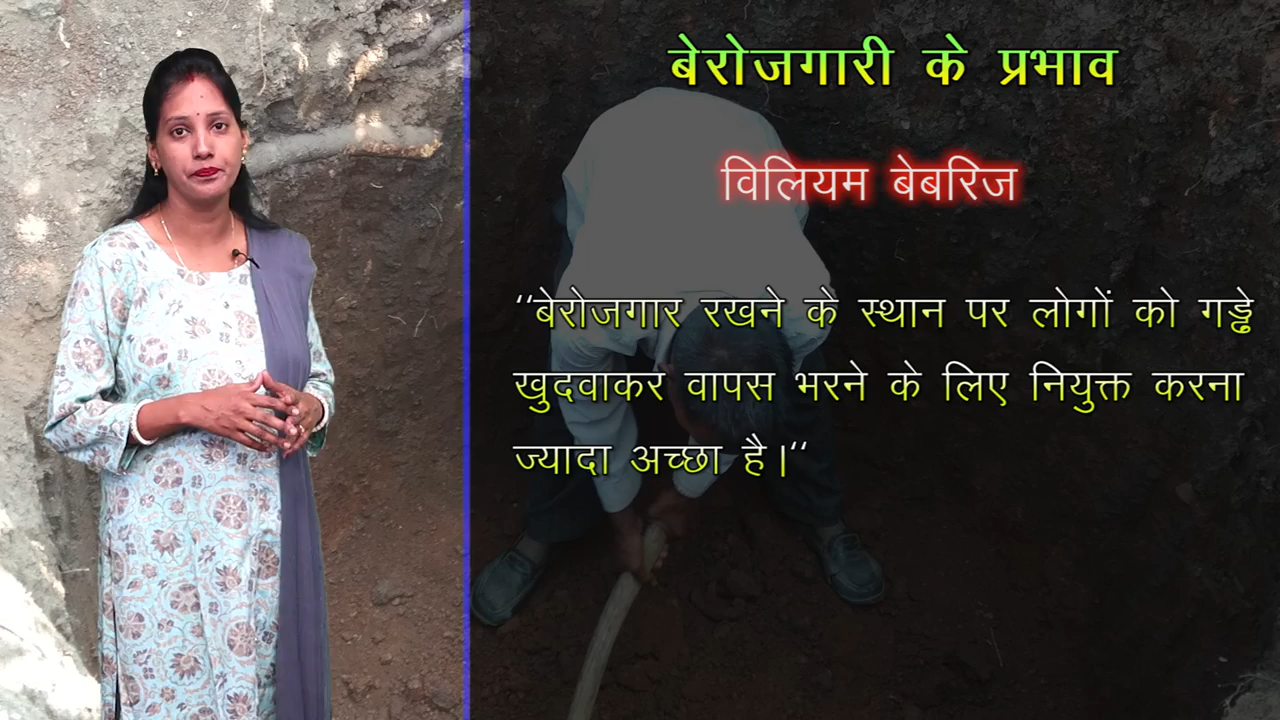 बेरोजगारी के प्रभाव
विलियम बेबरिज
‘‘बेरोजगार रखने के स्थान पर लोगों को गड्ढे
खुदवाकर वापस भरने के लिए नियुक्त करना
ज्यादा अच्छा है।‘‘